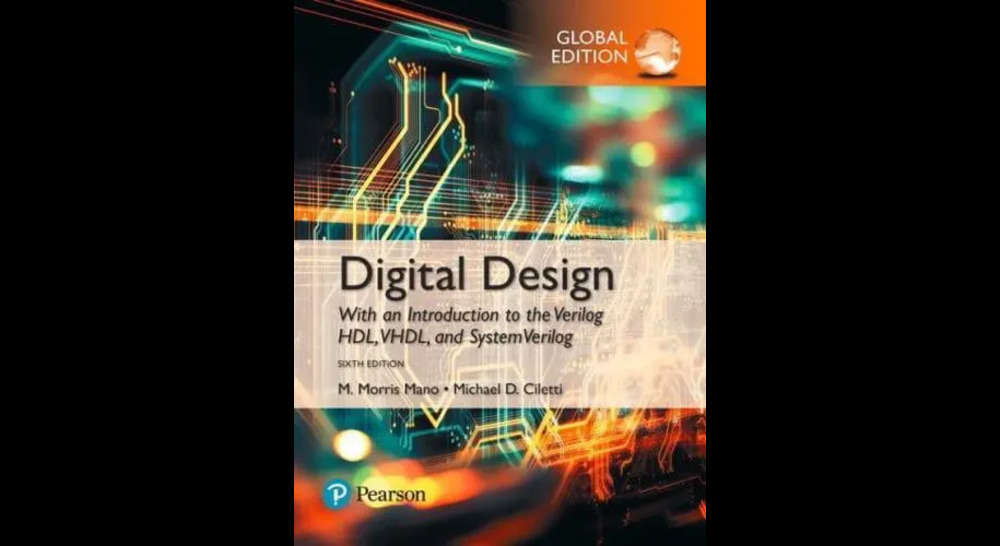 GLOBAL
EDITION
Digital Design
With an Introduction to the Verilog
HDL, VHDL, and SystemVerilog
SIXTH EDITION
M. Morris Mano • Michael D. Ciletti
P Pearson